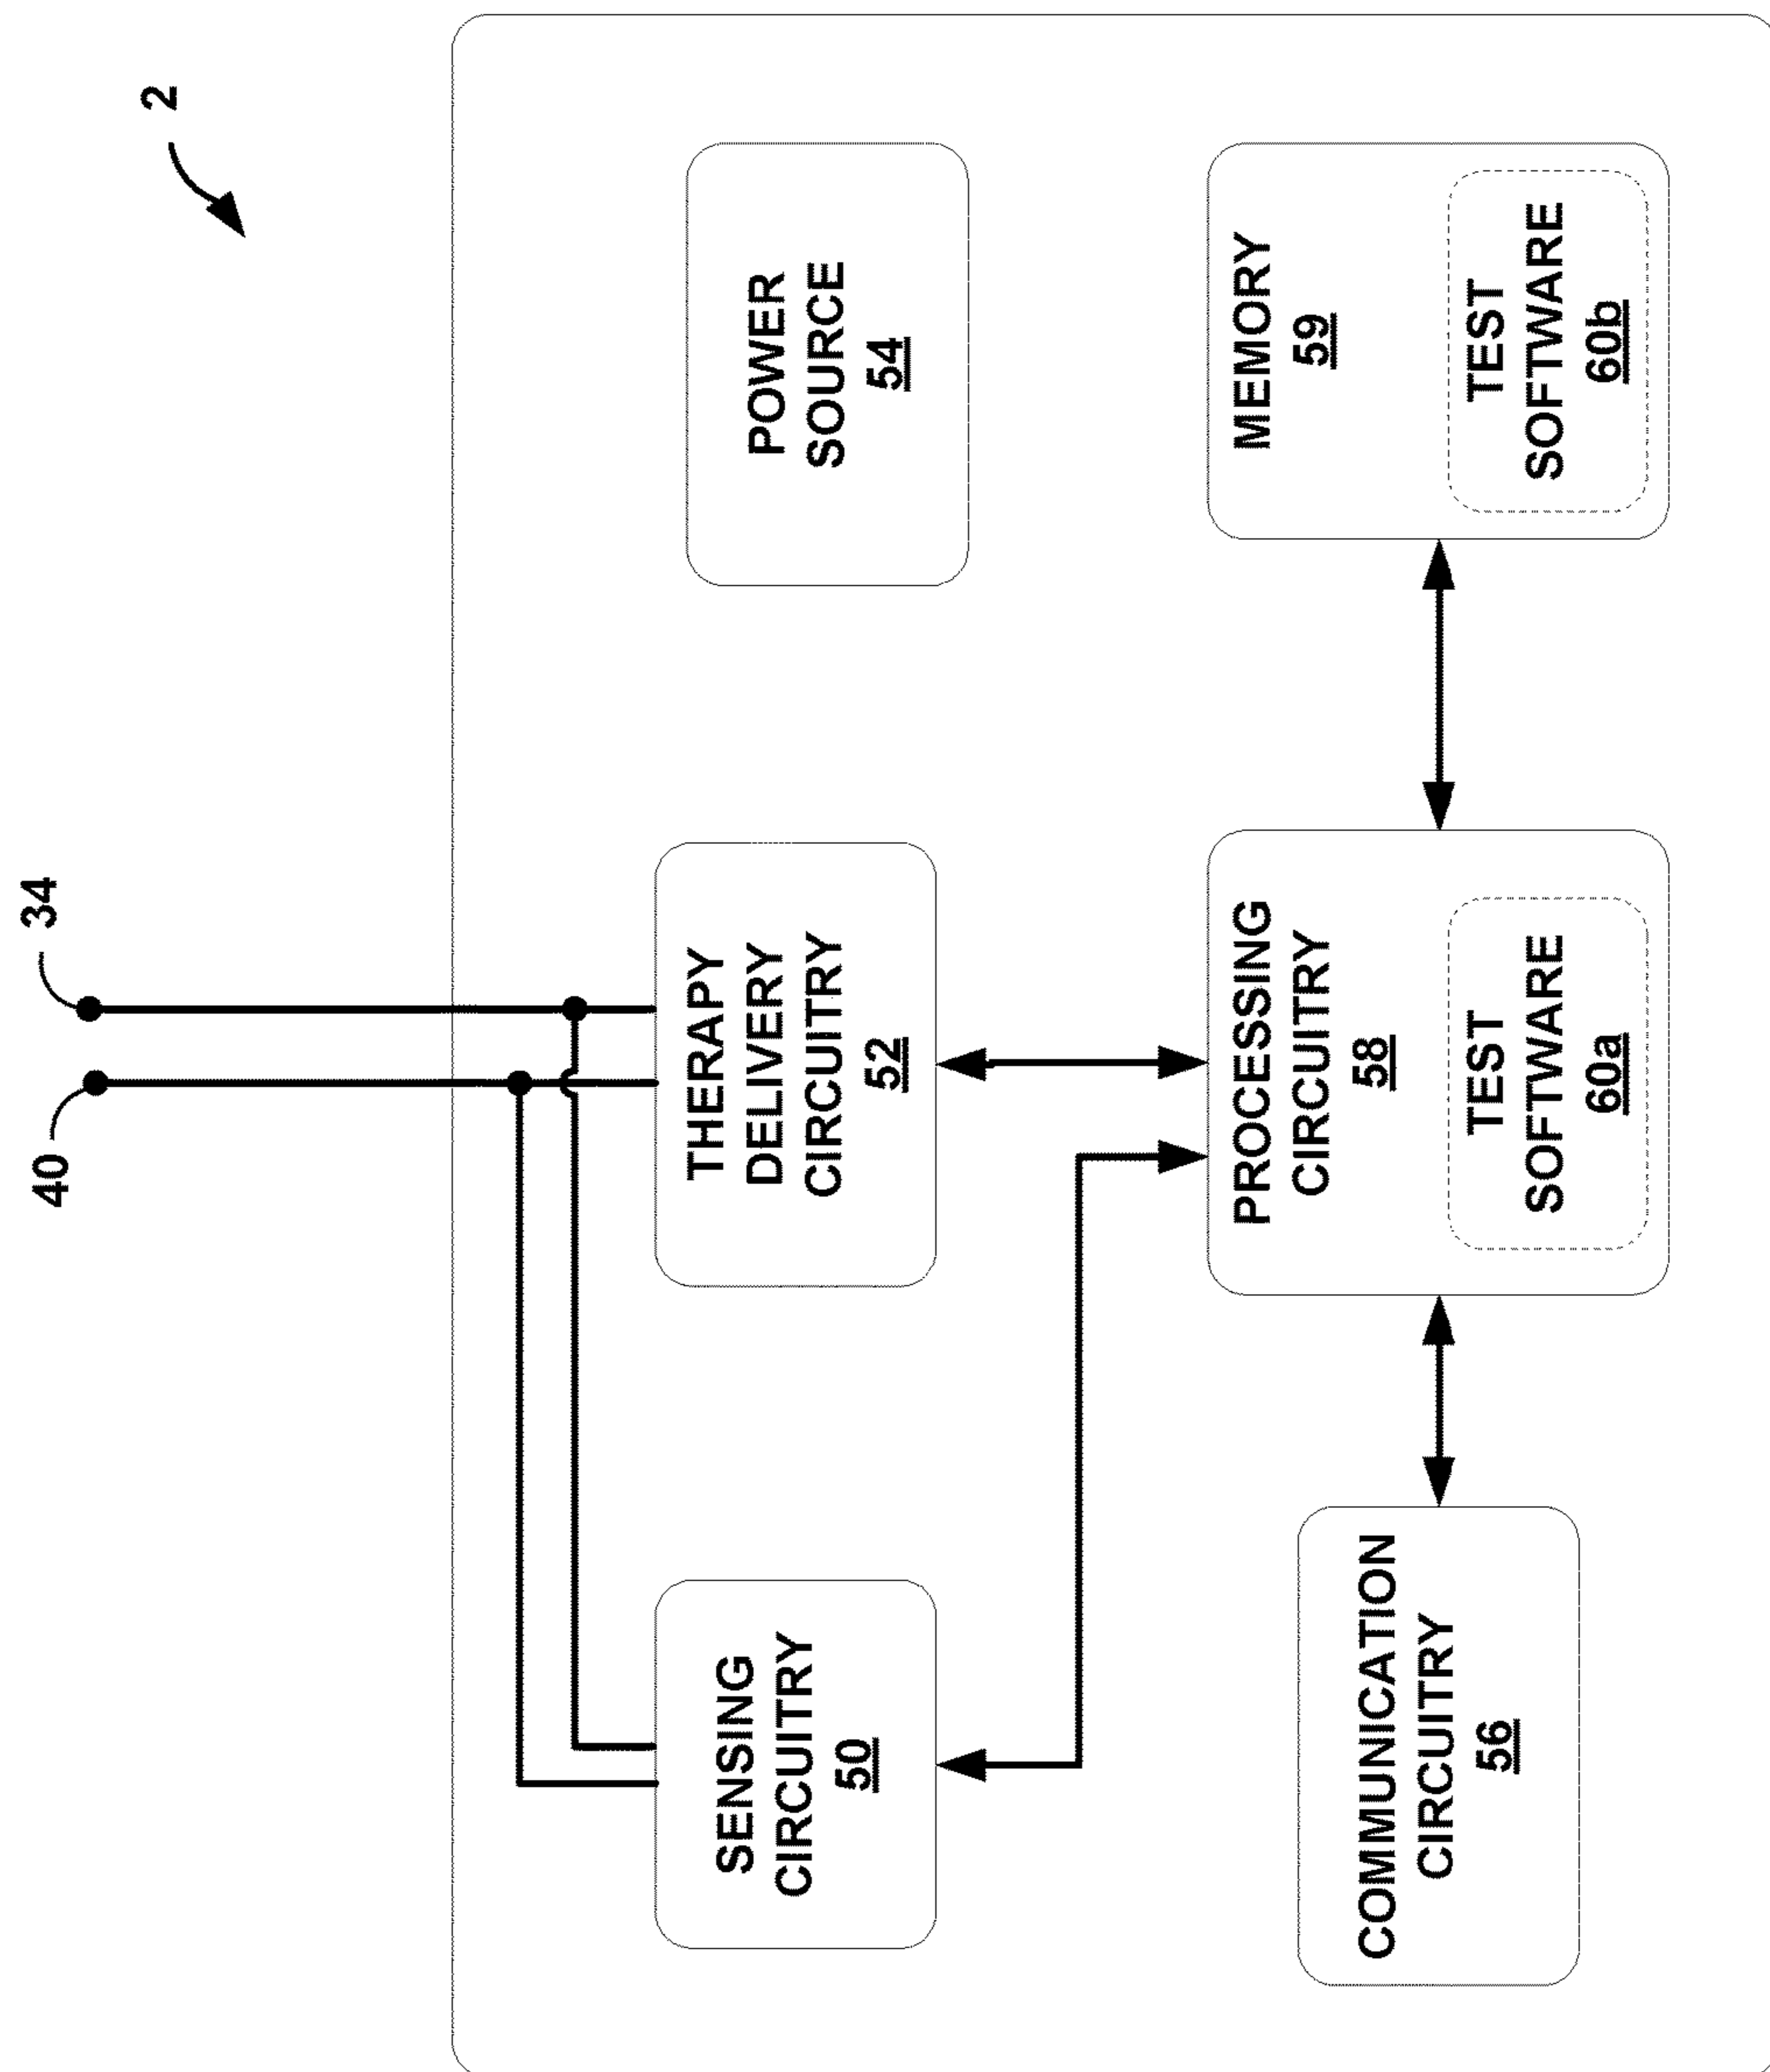 2
34
40
SENSING
CIRCUITRY
50
THERAPY
DELIVERY
CIRCUITRY
52
POWER
SOURCE
54
COMMUNICATION
CIRCUITRY
56
PROCESSING
CIRCUITRY
58
TEST
SOFTWARE
60a
MEMORY
59
TEST
SOFTWARE
60b